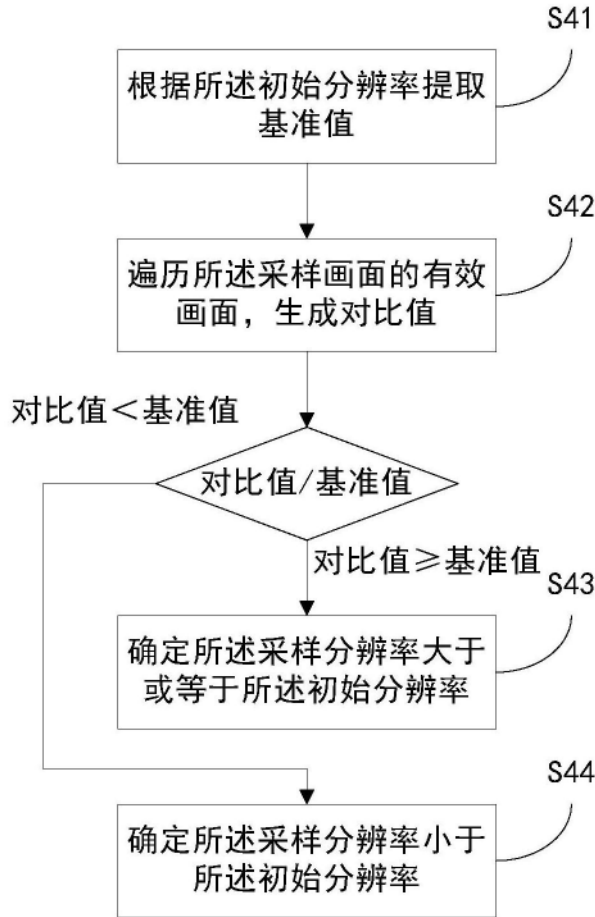 S41
根据所述初始分辨率提取
基准值
S42
遍历所述采样画面的有效
画面，生成对比值
对比值＜基准值
对比值/基准值
对比值≥基准值
S43
确定所述采样分辨率大于
或等于所述初始分辨率
S44
确定所述采样分辨率小于
所述初始分辨率